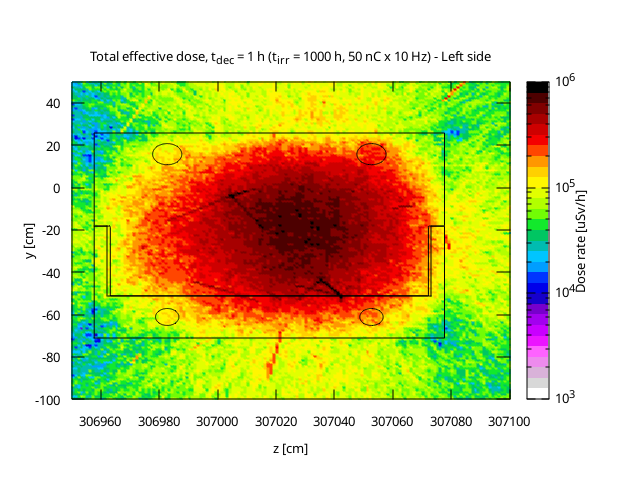 Total effective dose, t_dec = 1 h (t_irr = 1000 h, 50 nC x 10 Hz) - Left side
10^6
40
20
0
10^5
-20
y [cm]
Dose rate [uSv/h]
-40
10^4
-60
-80
-100
10^3
306960 306980 307000 307020 307040 307060 307080 307100
z [cm]